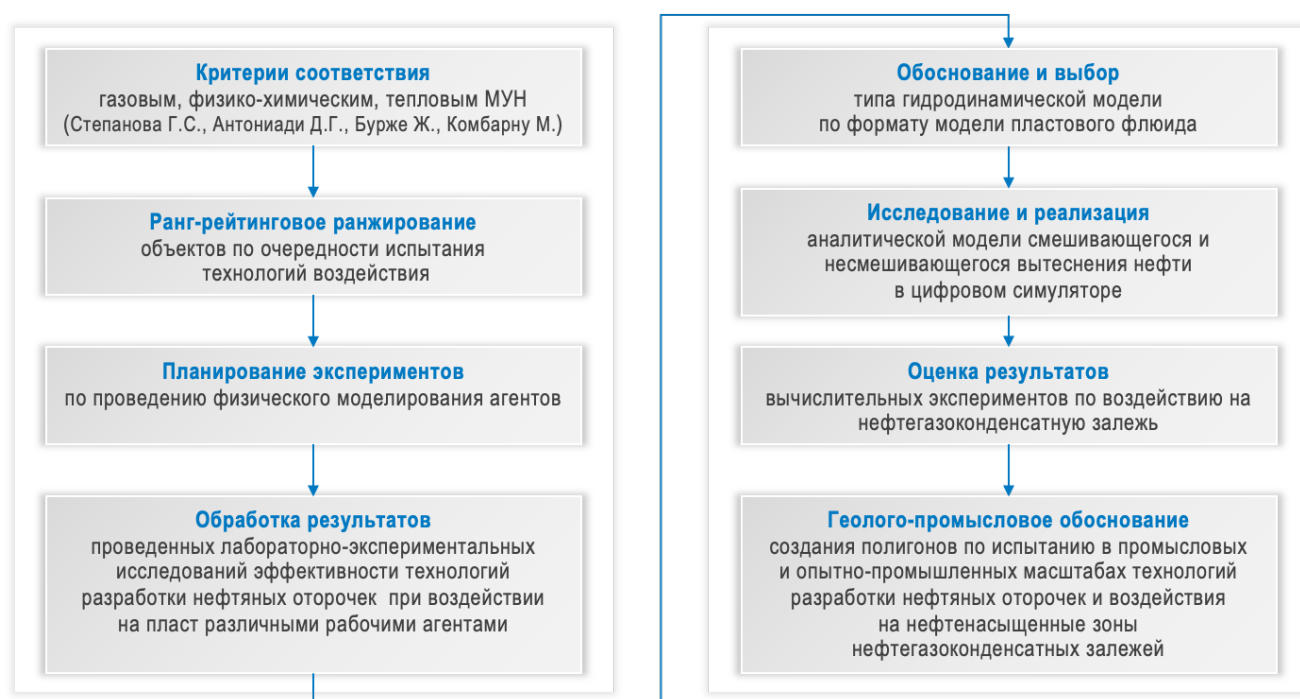 Критерии соответствия
газовым, физико-химическим, тепловым МУН
(Степанова Г.С., Антониади Д.Г., Бурже Ж., Комбарну М.)
Ранг-рейтинговое ранжирование
объектов по очередности испытания
технологий воздействия
Планирование экспериментов
по проведению физического моделирования агентов
Обработка результатов
проведенных лабораторно-экспериментальных
исследований эффективности технологий
разработки нефтяных оторочек при воздействии
на пласт различными рабочими агентами
Обоснование и выбор
типа гидродинамической модели
по формату модели пластового флюида
Исследование и реализация
аналитической модели смешивающегося и
несмешивающегося вытеснения нефти
в цифровом симуляторе
Оценка результатов
вычислительных экспериментов по воздействию на
нефтегазоконденсатную залежь
Геолого-промысловое обоснование
создания полигонов по испытанию в промысловых
и опытно-промышленных масштабах технологий
разработки нефтяных оторочек и воздействия
на нефтенасыщенные зоны
нефтегазоконденсатных залежей